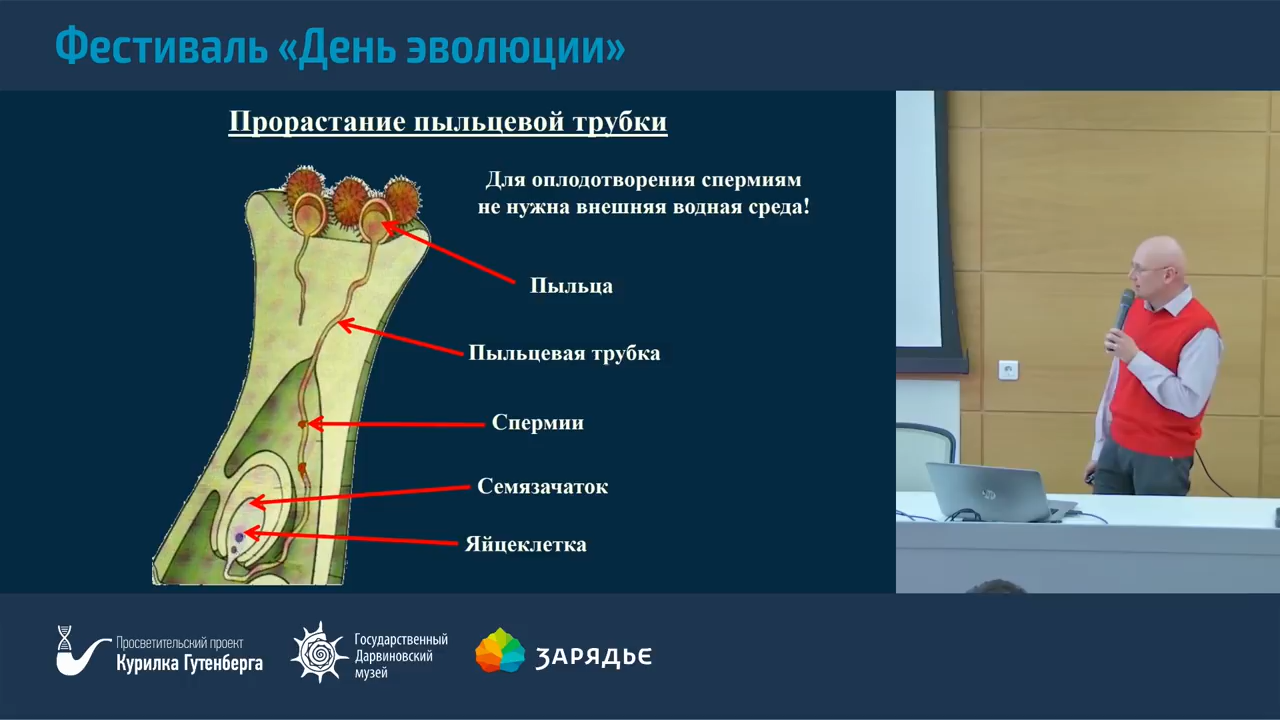 Фестиваль «День эволюции»
Прорастание пыльцевой трубки
Для оплодотворения спермиям
не нужна внешняя водная среда!
Пыльца
Пыльцевая трубка
Спермии
Семязачаток
Яйцеклетка
Просветительский проект
Курилка Гутенберга
Государственный
Дарвиновский
музей
ЗАРЯДЬЕ
hp